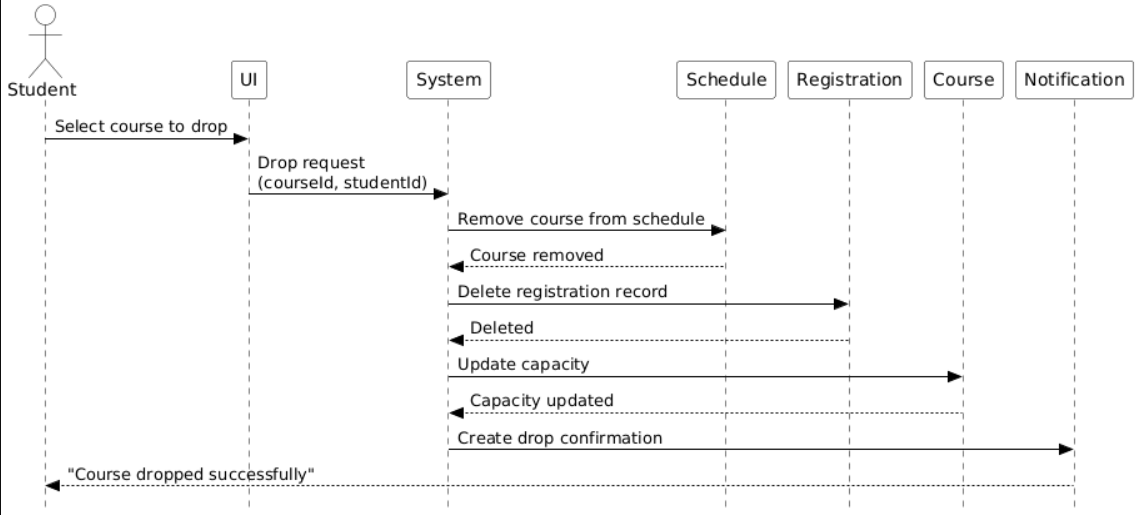 Student
UI
System
Schedule
Registration
Course
Notification
Select course to drop
Drop request
(courseId, studentId)
Remove course from schedule
Course removed
Delete registration record
Deleted
Update capacity
Capacity updated
Create drop confirmation
"Course dropped successfully"